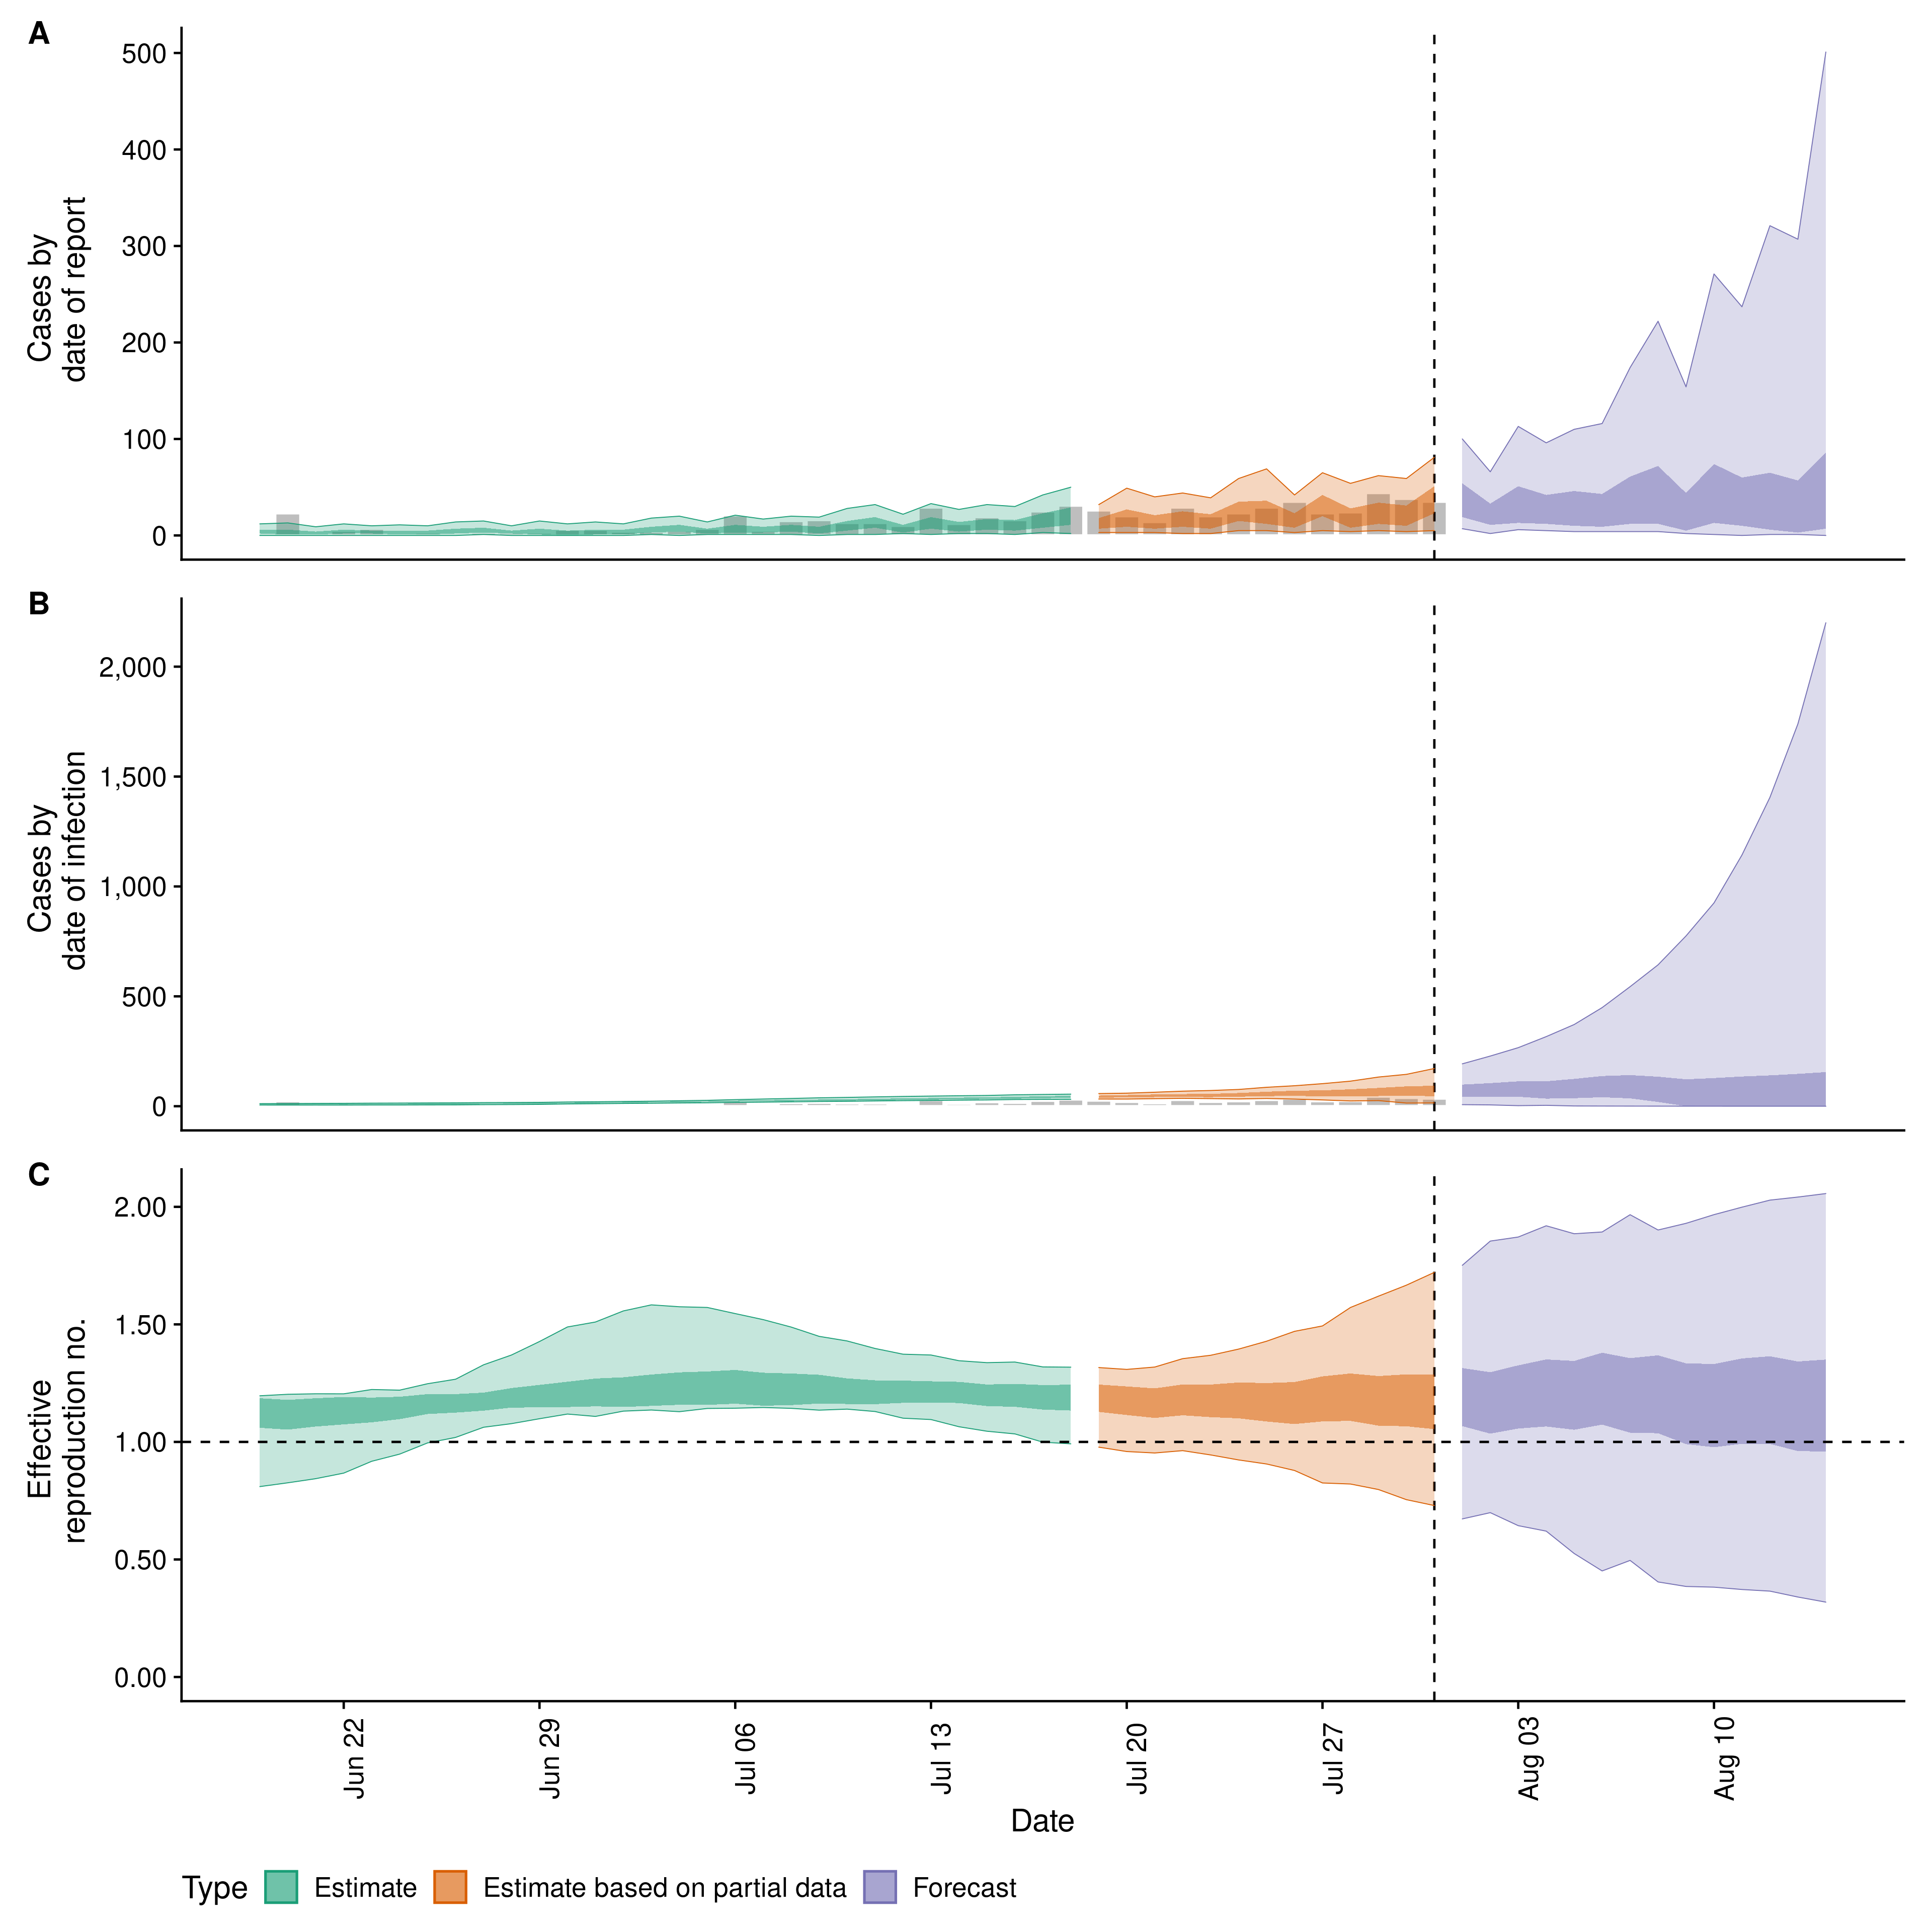 A
500
400
300
200
100
0
Cases by
date of report
B
2,000
1,500
1,000
500
0
Cases by
date of infection
C
2.00
1.50
1.00
0.50
0.00
Effective
reproduction no.
Jun 22
Jun 29
Jul 06
Jul 13
Jul 20
Jul 27
Aug 03
Aug 10
Date
Type Estimate Estimate based on partial data Forecast